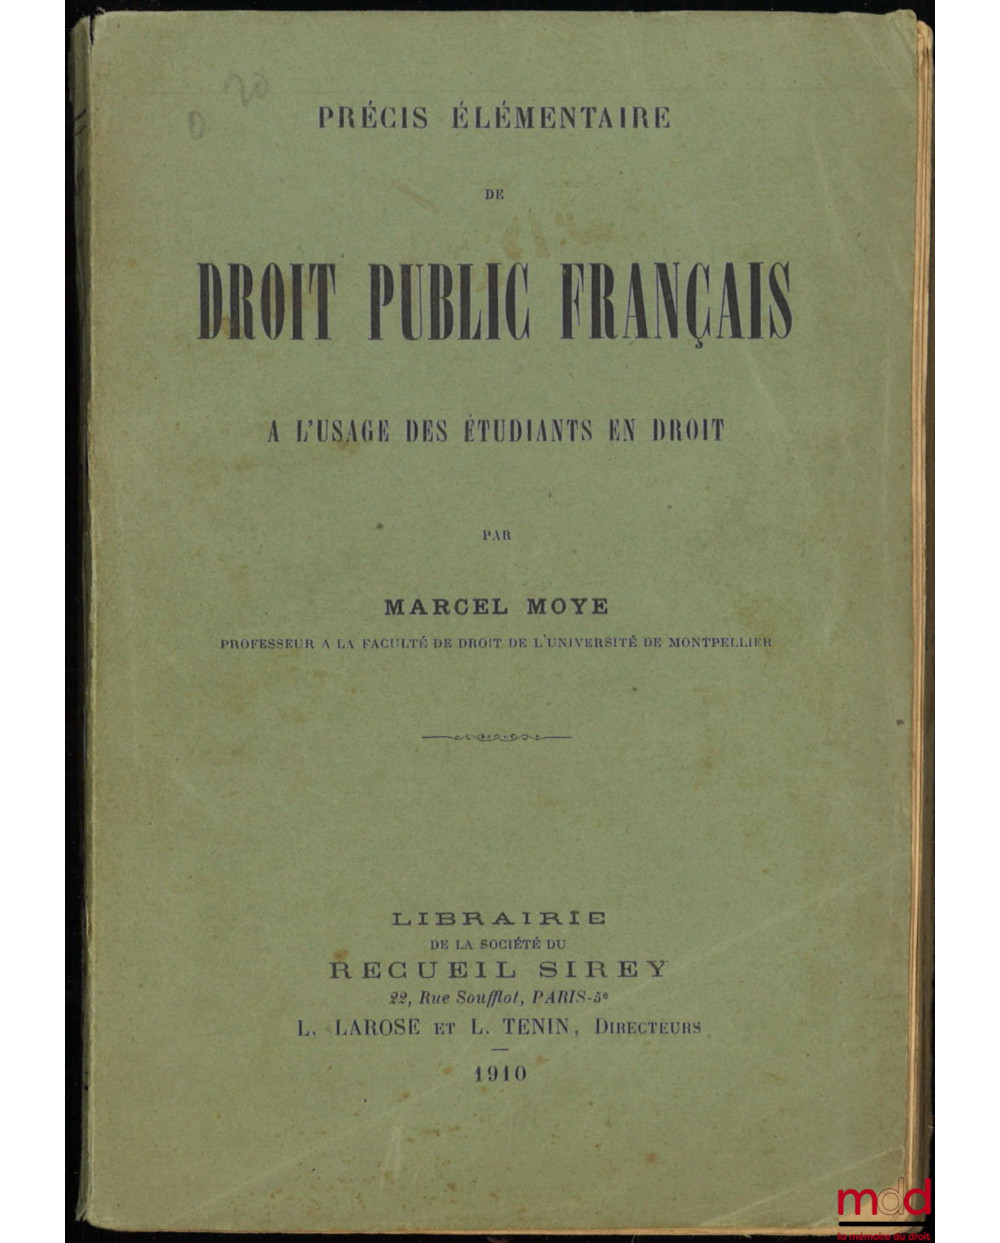 PRÉCIS ÉLÉMENTAIRE
DE
DROIT PUBLIC FRANÇAIS
A L'USAGE DES ÉTUDIANTS EN DROIT
PAR
MARCEL MOYE
PROFESSEUR A LA FACULTÉ DE DROIT DE L'UNIVERSITÉ DE MONTPELLIER
LIBRAIRIE
DE LA SOCIÉTÉ DU
RECUEIL SIREY
22, Rue Soufflot, PARIS-5e
L. LAROSE ET L. TENIN, DIRECTEURS
1910
mdd
la mémoire du droit